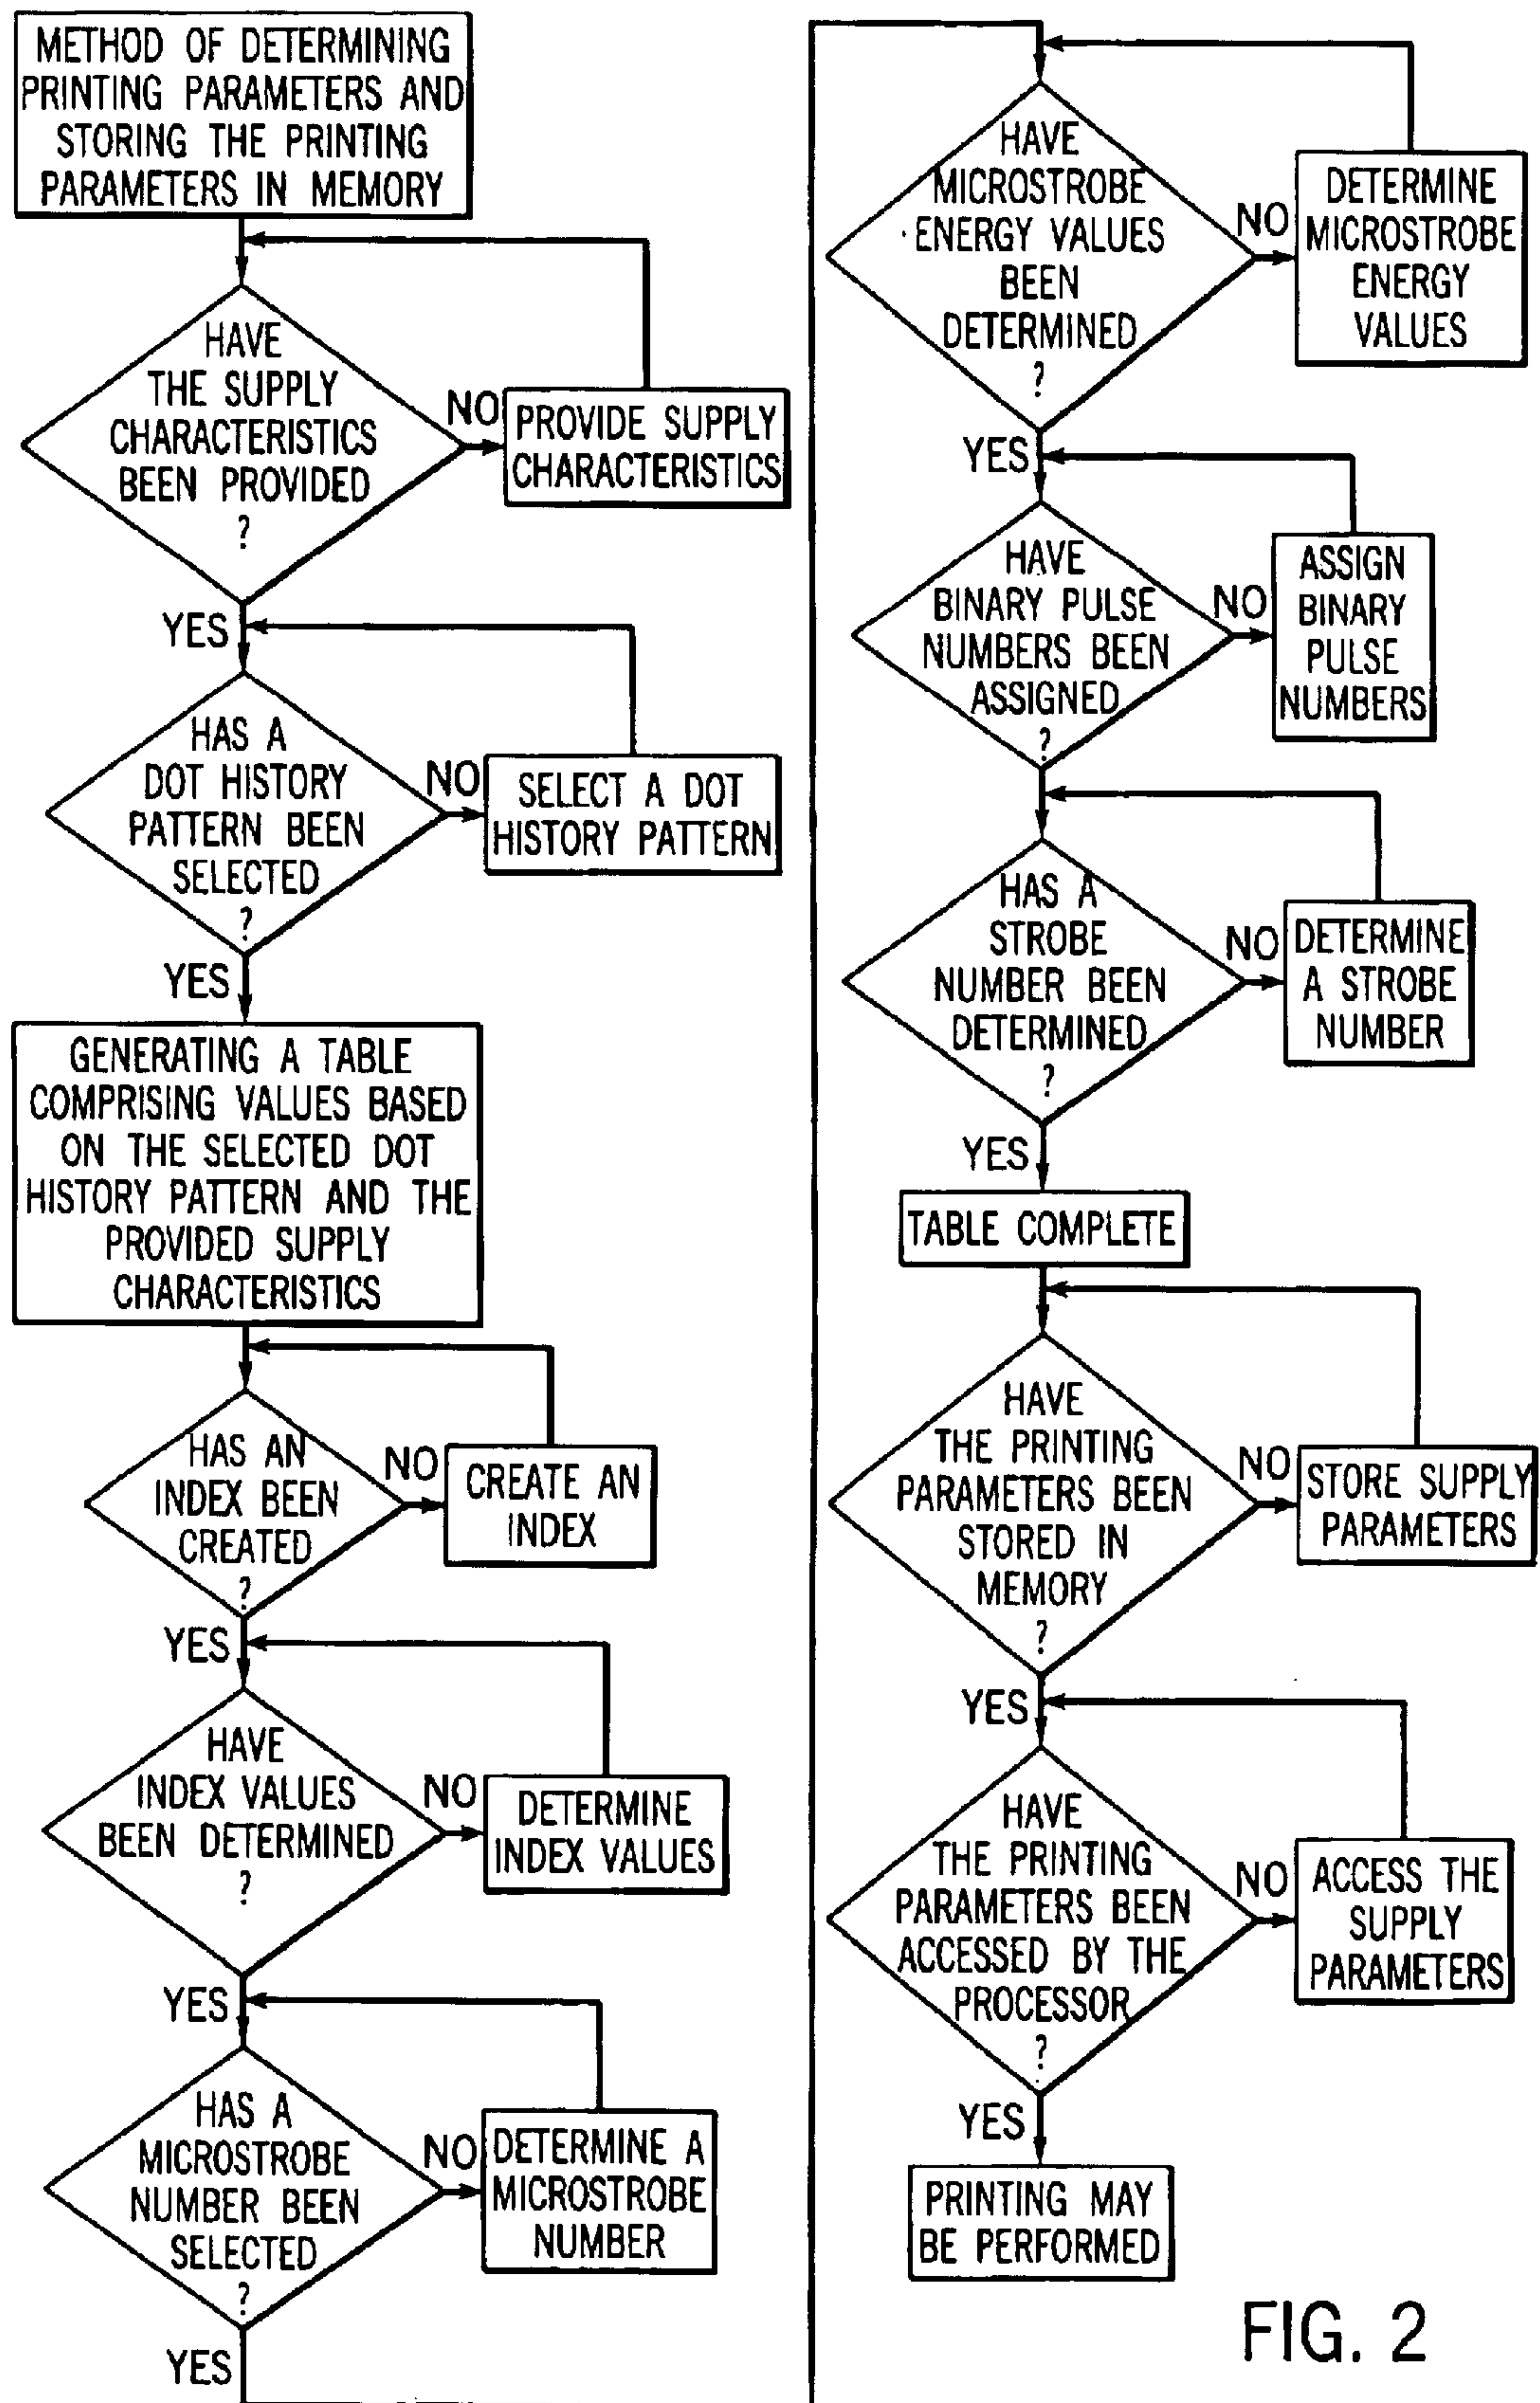 METHOD OF DETERMINING
PRINTING PARAMETERS AND
STORING THE PRINTING
PARAMETERS IN MEMORY
HAVE
THE SUPPLY
CHARACTERISTICS
BEEN PROVIDED
?
NO
PROVIDE SUPPLY
CHARACTERISTICS
YES
HAS A
DOT HISTORY
PATTERN BEEN
SELECTED
?
NO
SELECT A DOT
HISTORY PATTERN
YES
GENERATING A TABLE
COMPRISING VALUES BASED
ON THE SELECTED DOT
HISTORY PATTERN AND THE
PROVIDED SUPPLY
CHARACTERISTICS
HAS AN
INDEX BEEN
CREATED
?
NO
CREATE AN
INDEX
YES
HAVE
INDEX VALUES
BEEN DETERMINED
?
NO
DETERMINE
INDEX VALUES
YES
HAS A
MICROSTROBE
NUMBER BEEN
SELECTED
?
NO
DETERMINE A
MICROSTROBE
NUMBER
YES
HAVE
MICROSTROBE
ENERGY VALUES
BEEN
DETERMINED
?
NO
DETERMINE
MICROSTROBE
ENERGY
VALUES
YES
HAVE
BINARY PULSE
NUMBERS BEEN
ASSIGNED
?
NO
ASSIGN
BINARY
PULSE
NUMBERS
HAS A
STROBE
NUMBER BEEN
DETERMINED
?
NO
DETERMINE
A STROBE
NUMBER
YES
TABLE COMPLETE
HAVE
THE PRINTING
PARAMETERS BEEN
STORED IN
MEMORY
?
NO
STORE SUPPLY
PARAMETERS
YES
HAVE
THE PRINTING
PARAMETERS BEEN
ACCESSED BY THE
PROCESSOR
?
NO
ACCESS THE
SUPPLY
PARAMETERS
YES
PRINTING MAY
BE PERFORMED
FIG. 2